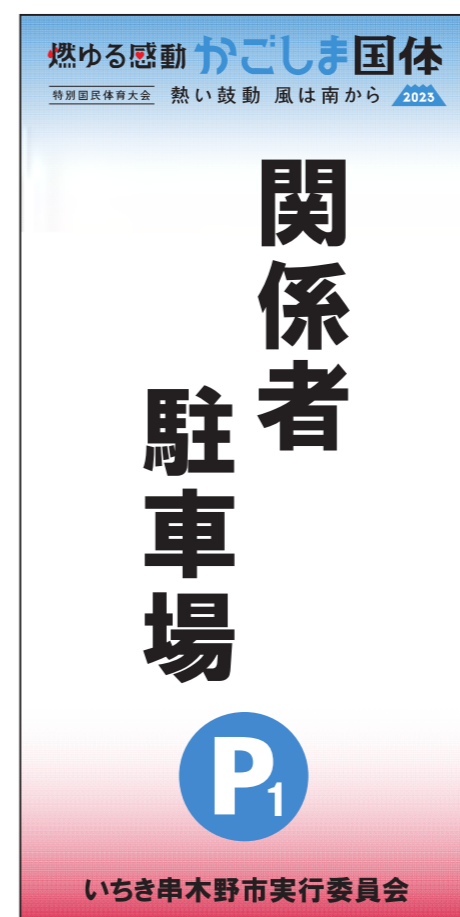 燃ゆる感動 かごしま国体
特別国民体育大会 熱い鼓動 風は南から 2023
関係者
駐車場
P1
いちき串木野市実行委員会